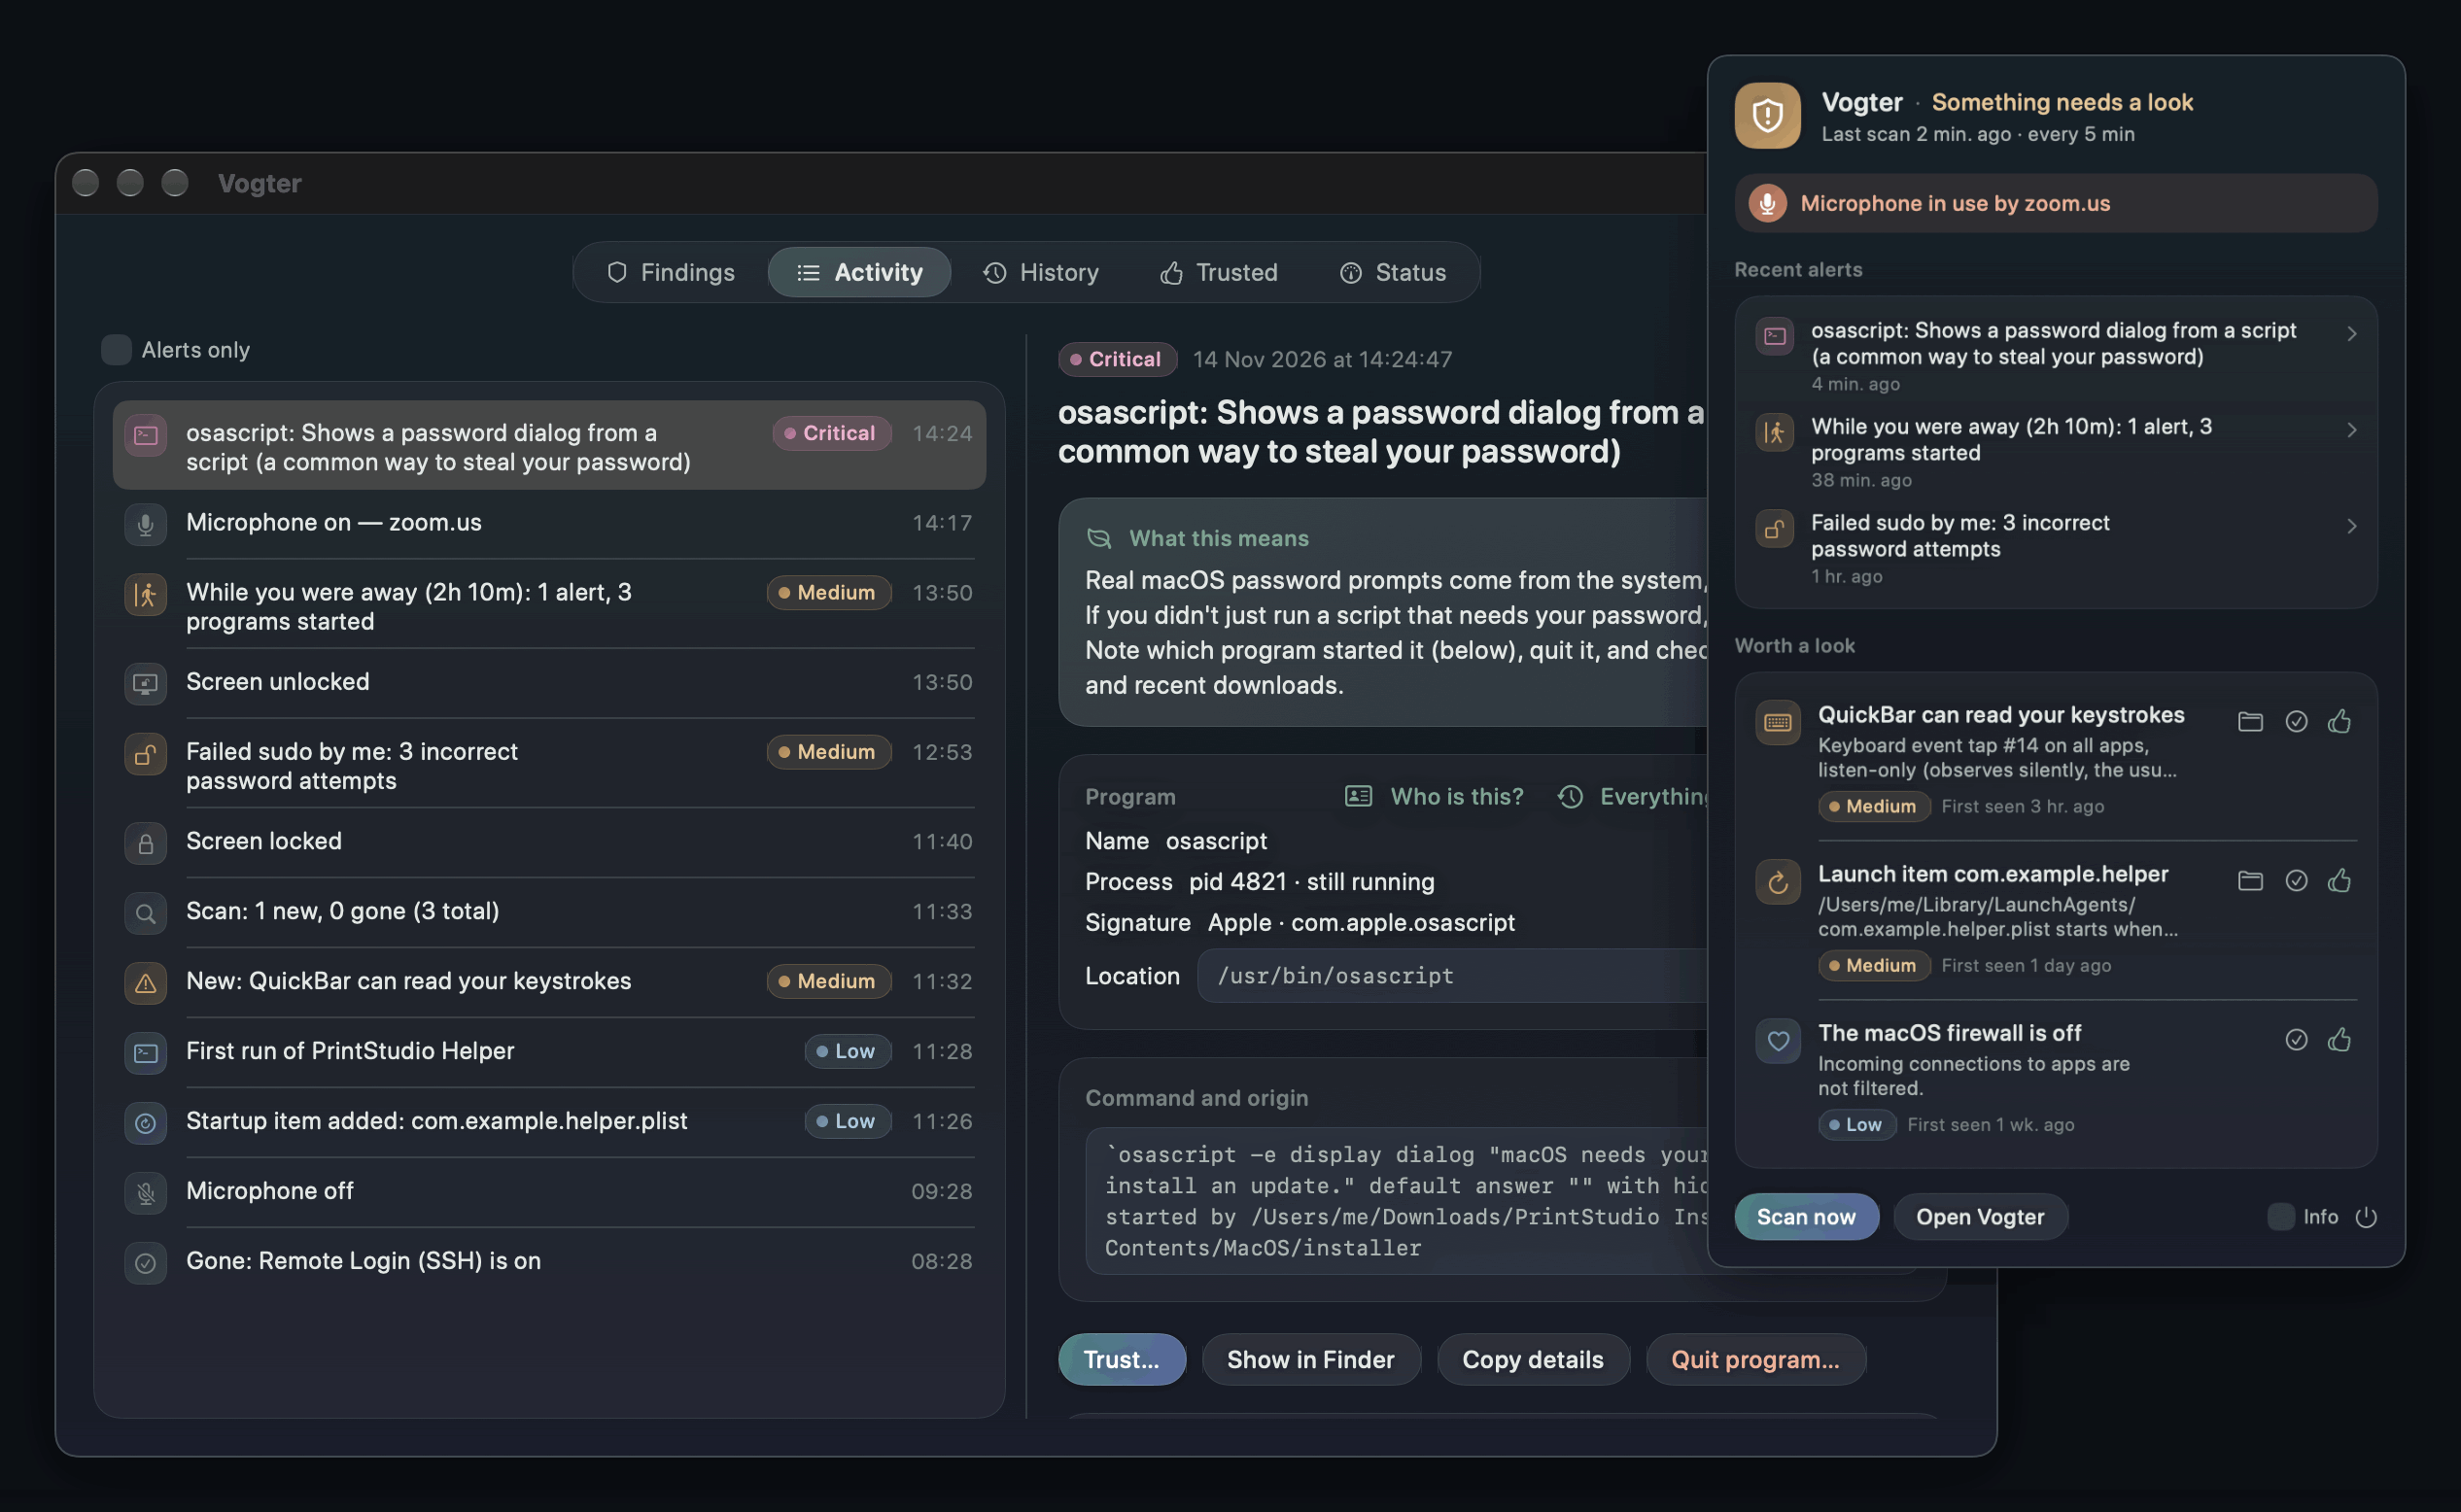 Vogter
Findings
Activity
History
Trusted
Status
Alerts only
osascript: Shows a password dialog from a
script (a common way to steal your password)
Critical
14:24
Microphone on — zoom.us
14:17
While you were away (2h 10m): 1 alert, 3
programs started
Medium
13:50
Screen unlocked
13:50
Failed sudo by me: 3 incorrect
password attempts
Medium
12:53
Screen locked
11:40
Scan: 1 new, 0 gone (3 total)
11:33
New: QuickBar can read your keystrokes
Medium
11:32
First run of PrintStudio Helper
Low
11:28
Startup item added: com.example.helper.plist
Low
11:26
Microphone off
09:28
Gone: Remote Login (SSH) is on
08:28
Critical
14 Nov 2026 at 14:24:47
osascript: Shows a password dialog from a
common way to steal your password)
What this means
Real macOS password prompts come from the system,
If you didn't just run a script that needs your password,
Note which program started it (below), quit it, and
and recent downloads.
Program
Who is this?
Everything
Name osascript
Process pid 4821 · still running
Signature Apple · com.apple.osascript
Location /usr/bin/osascript
Command and origin
`osascript -e display dialog "macOS needs your
install an update." default answer "" with
started by /Users/me/Downloads/PrintStudio
Contents/MacOS/installer
Trust...
Show in Finder
Copy details
Quit program...
Vogter · Something needs a look
Last scan 2 min. ago · every 5 min
Microphone in use by zoom.us
Recent alerts
osascript: Shows a password dialog from a script
(a common way to steal your password)
4 min. ago
While you were away (2h 10m): 1 alert, 3
programs started
38 min. ago
Failed sudo by me: 3 incorrect
password attempts
1 hr. ago
Worth a look
QuickBar can read your keystrokes
Keyboard event tap #14 on all apps,
listen-only (observes silently, the usu...
Medium
First seen 3 hr. ago
Launch item com.example.helper
/Users/me/Library/LaunchAgents/
com.example.helper.plist starts when...
Medium
First seen 1 day ago
The macOS firewall is off
Incoming connections to apps are
not filtered.
Low
First seen 1 wk. ago
Scan now
Open Vogter
Info